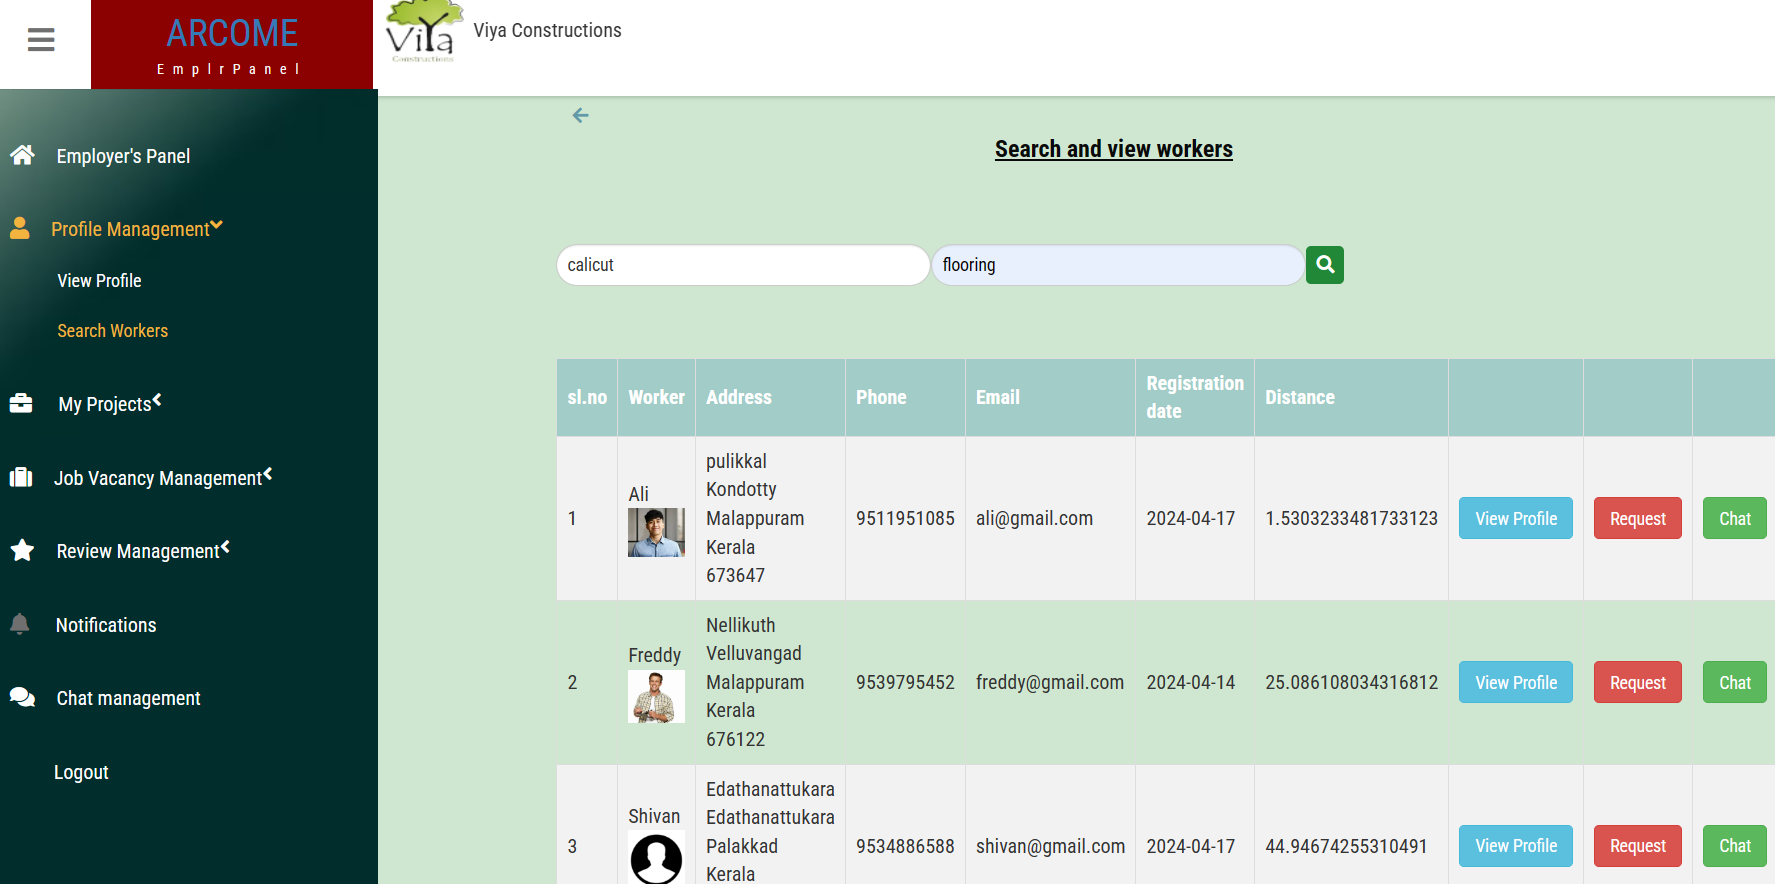 ARCOME
EmplrPanel
Viya
Constructions
Viya Constructions
Employer's Panel
Profile Management
View Profile
Search Workers
My Projects
Job Vacancy Management
Review Management
Notifications
Chat management
Logout
Search and view workers
calicut
flooring
sl.no Worker Address Phone Email Registration date Distance
1
Ali
pulikkal
Kondotty
Malappuram
Kerala
673647
9511951085
ali@gmail.com
2024-04-17
1.5303233481733123
View Profile
Request
Chat
2
Freddy
Nellikuth
Velluvangad
Malappuram
Kerala
676122
9539795452
freddy@gmail.com
2024-04-14
25.086108034316812
View Profile
Request
Chat
3
Shivan
Edathanattukara
Edathanattukara
Palakkad
Kerala
9534886588
shivan@gmail.com
2024-04-17
44.94674255310491
View Profile
Request
Chat